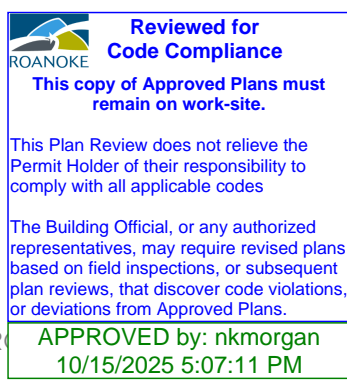 ROANOKE
Reviewed for
Code Compliance
This copy of Approved Plans must
remain on work-site.
This Plan Review does not relieve the
Permit Holder of their responsibility to
comply with all applicable codes
The Building Official, or any authorized
representatives, may require revised plans
based on field inspections, or subsequent
plan reviews, that discover code violations,
or deviations from Approved Plans.
APPROVED by: nkmorgan
10/15/2025 5:07:11 PM